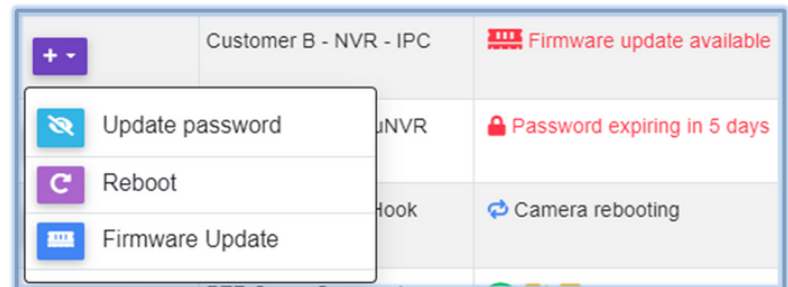 +
Customer B - NVR - IPC
Firmware update available
Update password
uNVR
Password expiring in 5 days
Reboot
Hook
Camera rebooting
Firmware Update